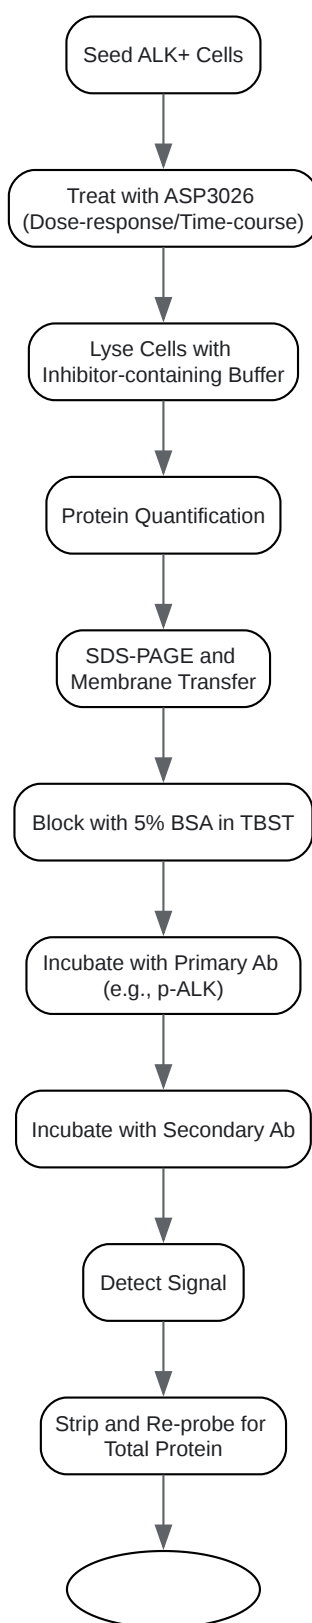 Seed ALK+ Cells
Treat with ASP3026
(Dose-response/Time-course)
Lyse Cells with
Inhibitor-containing Buffer
Protein Quantification
SDS-PAGE and
Membrane Transfer
Block with 5% BSA in TBST
Incubate with Primary Ab
(e.g., p-ALK)
Incubate with Secondary Ab
Detect Signal
Strip and Re-probe for
Total Protein